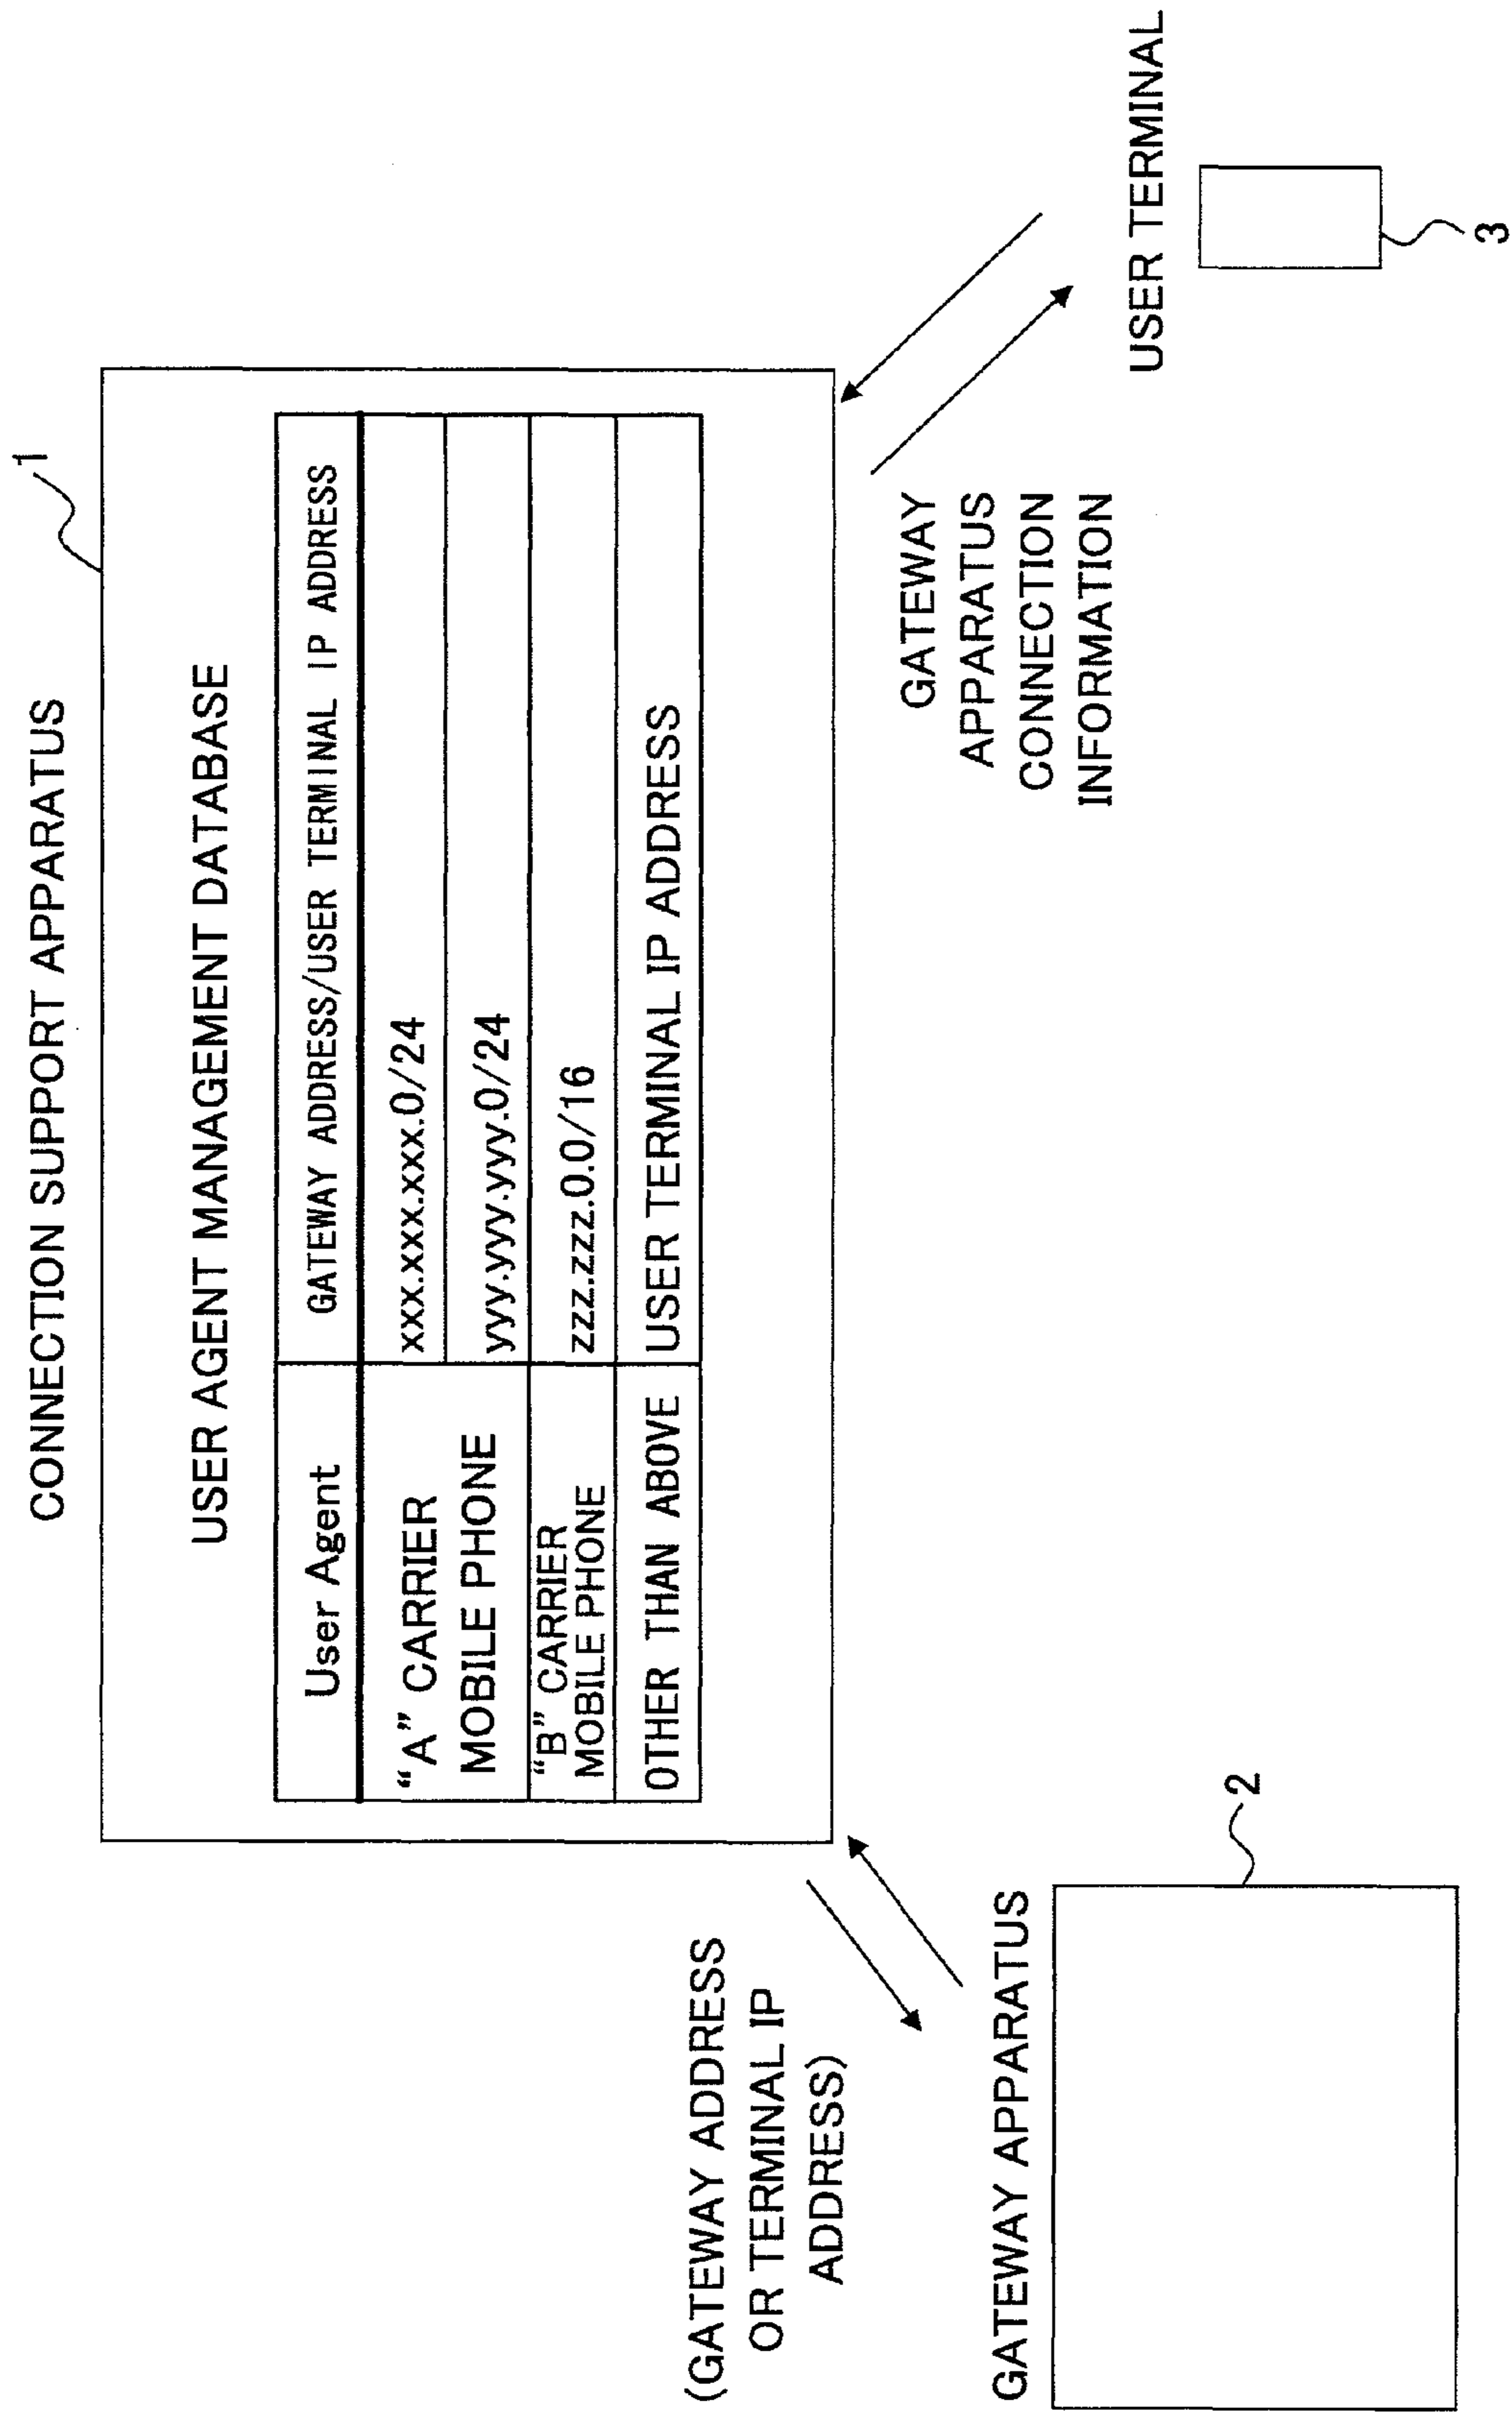 CONNECTION SUPPORT APPARATUS
1
USER AGENT MANAGEMENT DATABASE
User Agent
GATEWAY ADDRESS/USER TERMINAL IP ADDRESS
“A” CARRIER
MOBILE PHONE
xxx.xxx.xxx.0/24
yyy.yyy.yyy.0/24
“B” CARRIER
MOBILE PHONE
zzz.zzz.0.0/16
OTHER THAN ABOVE
USER TERMINAL IP ADDRESS
(GATEWAY ADDRESS
OR TERMINAL IP
ADDRESS)
GATEWAY
APPARATUS
CONNECTION
INFORMATION
GATEWAY APPARATUS
2
USER TERMINAL
3